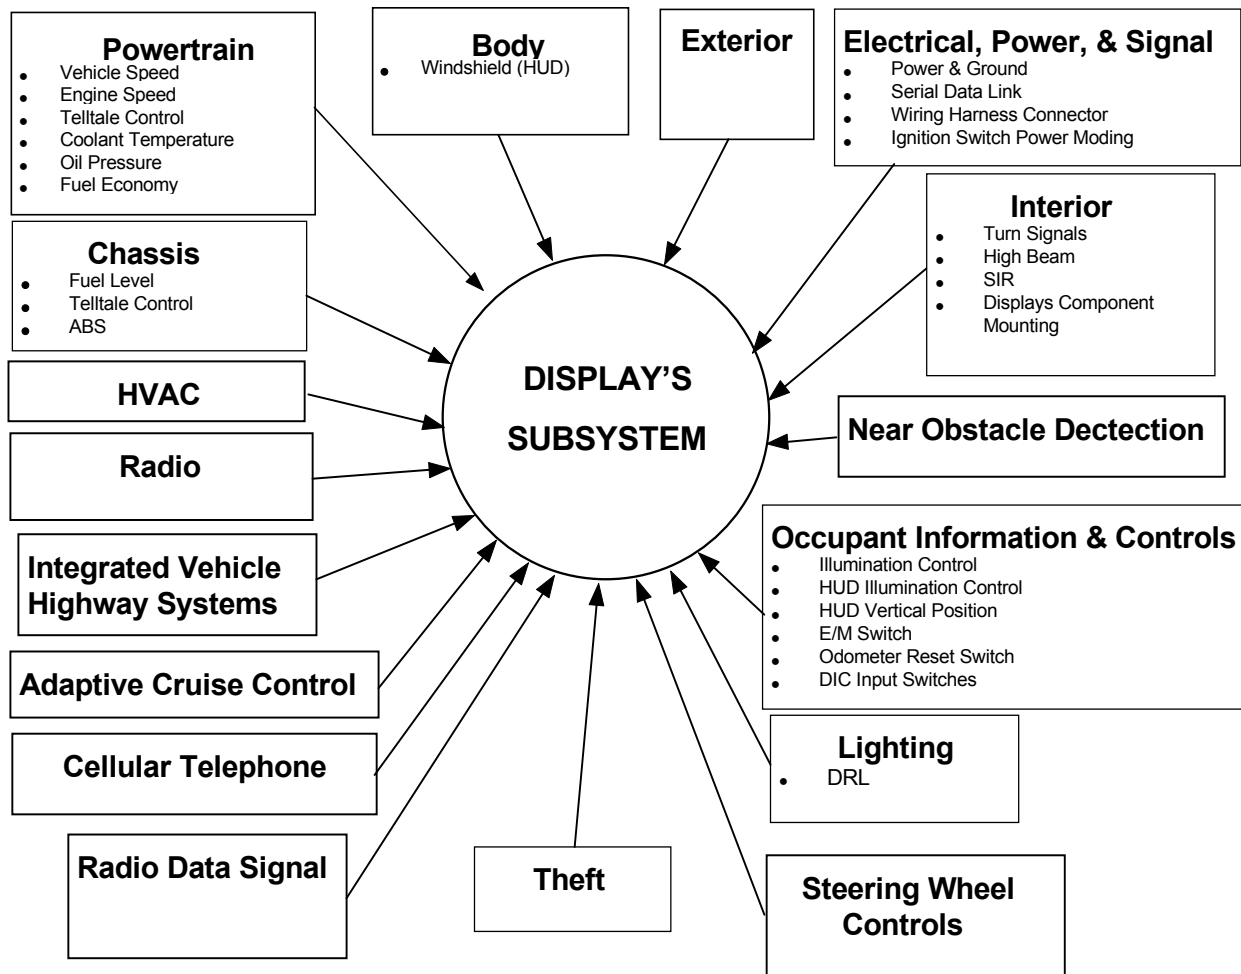 Powertrain
• Vehicle Speed
• Engine Speed
• Telltale Control
• Coolant Temperature
• Oil Pressure
• Fuel Economy
Body
• Windshield (HUD)
Exterior
Electrical, Power, & Signal
• Power & Ground
• Serial Data Link
• Wiring Harness Connector
• Ignition Switch Power Moding
Chassis
• Fuel Level
• Telltale Control
• ABS
Interior
• Turn Signals
• High Beam
• SIR
• Displays Component
Mounting
HVAC
DISPLAY'S
SUBSYSTEM
Near Obstacle Dectection
Radio
Integrated Vehicle
Highway Systems
Occupant Information & Controls
• Illumination Control
• HUD Illumination Control
• HUD Vertical Position
• E/M Switch
• Odometer Reset Switch
• DIC Input Switches
Adaptive Cruise Control
Cellular Telephone
Lighting
• DRL
Radio Data Signal
Theft
Steering Wheel
Controls